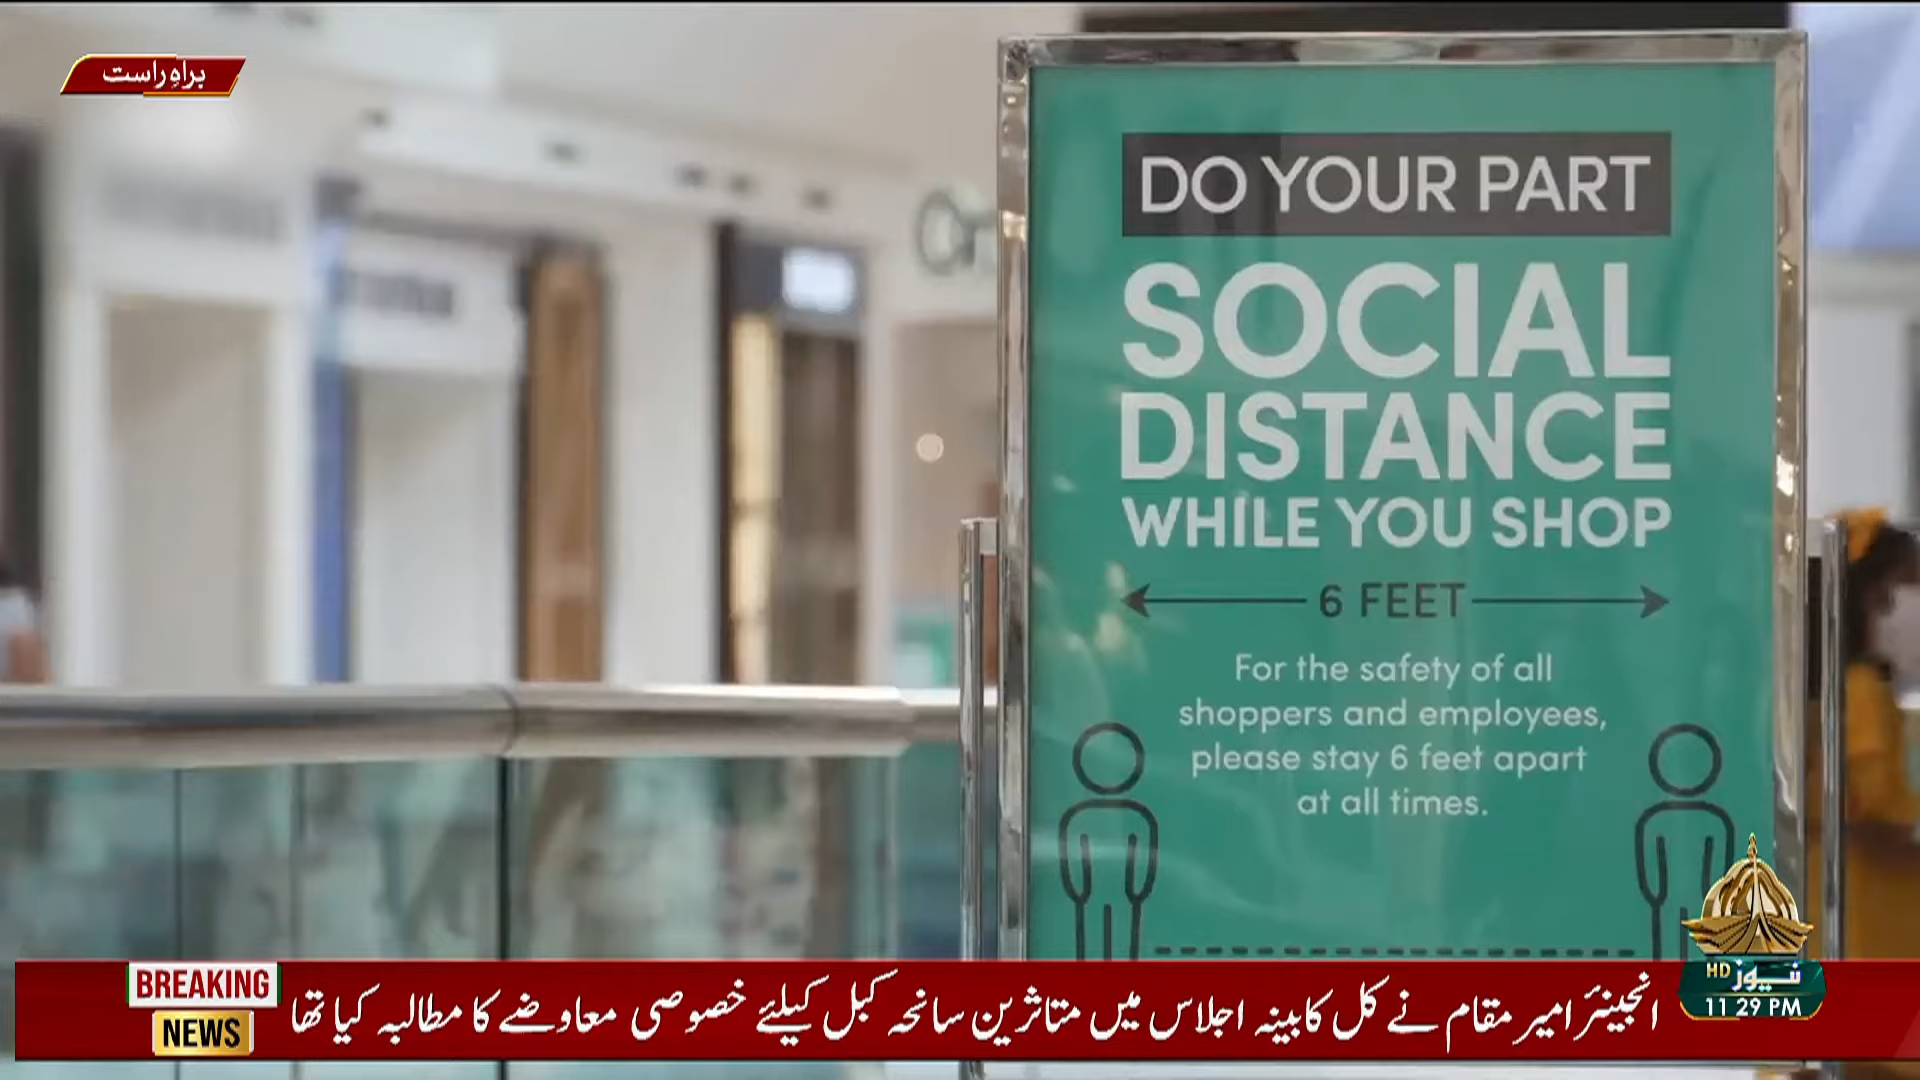 براہِ راست
DO YOUR PART
SOCIAL
DISTANCE
WHILE YOU SHOP
6 FEET
For the safety of all
shoppers and employees,
please stay 6 feet apart
at all times.
BREAKING
NEWS
انجینئر امیر مقام نے کل کابینہ اجلاس میں متاثرین سانحہ کبل کیلئے خصوصی معاوضے کا مطالبہ کیا تھا
نیوز HD
11 29 PM